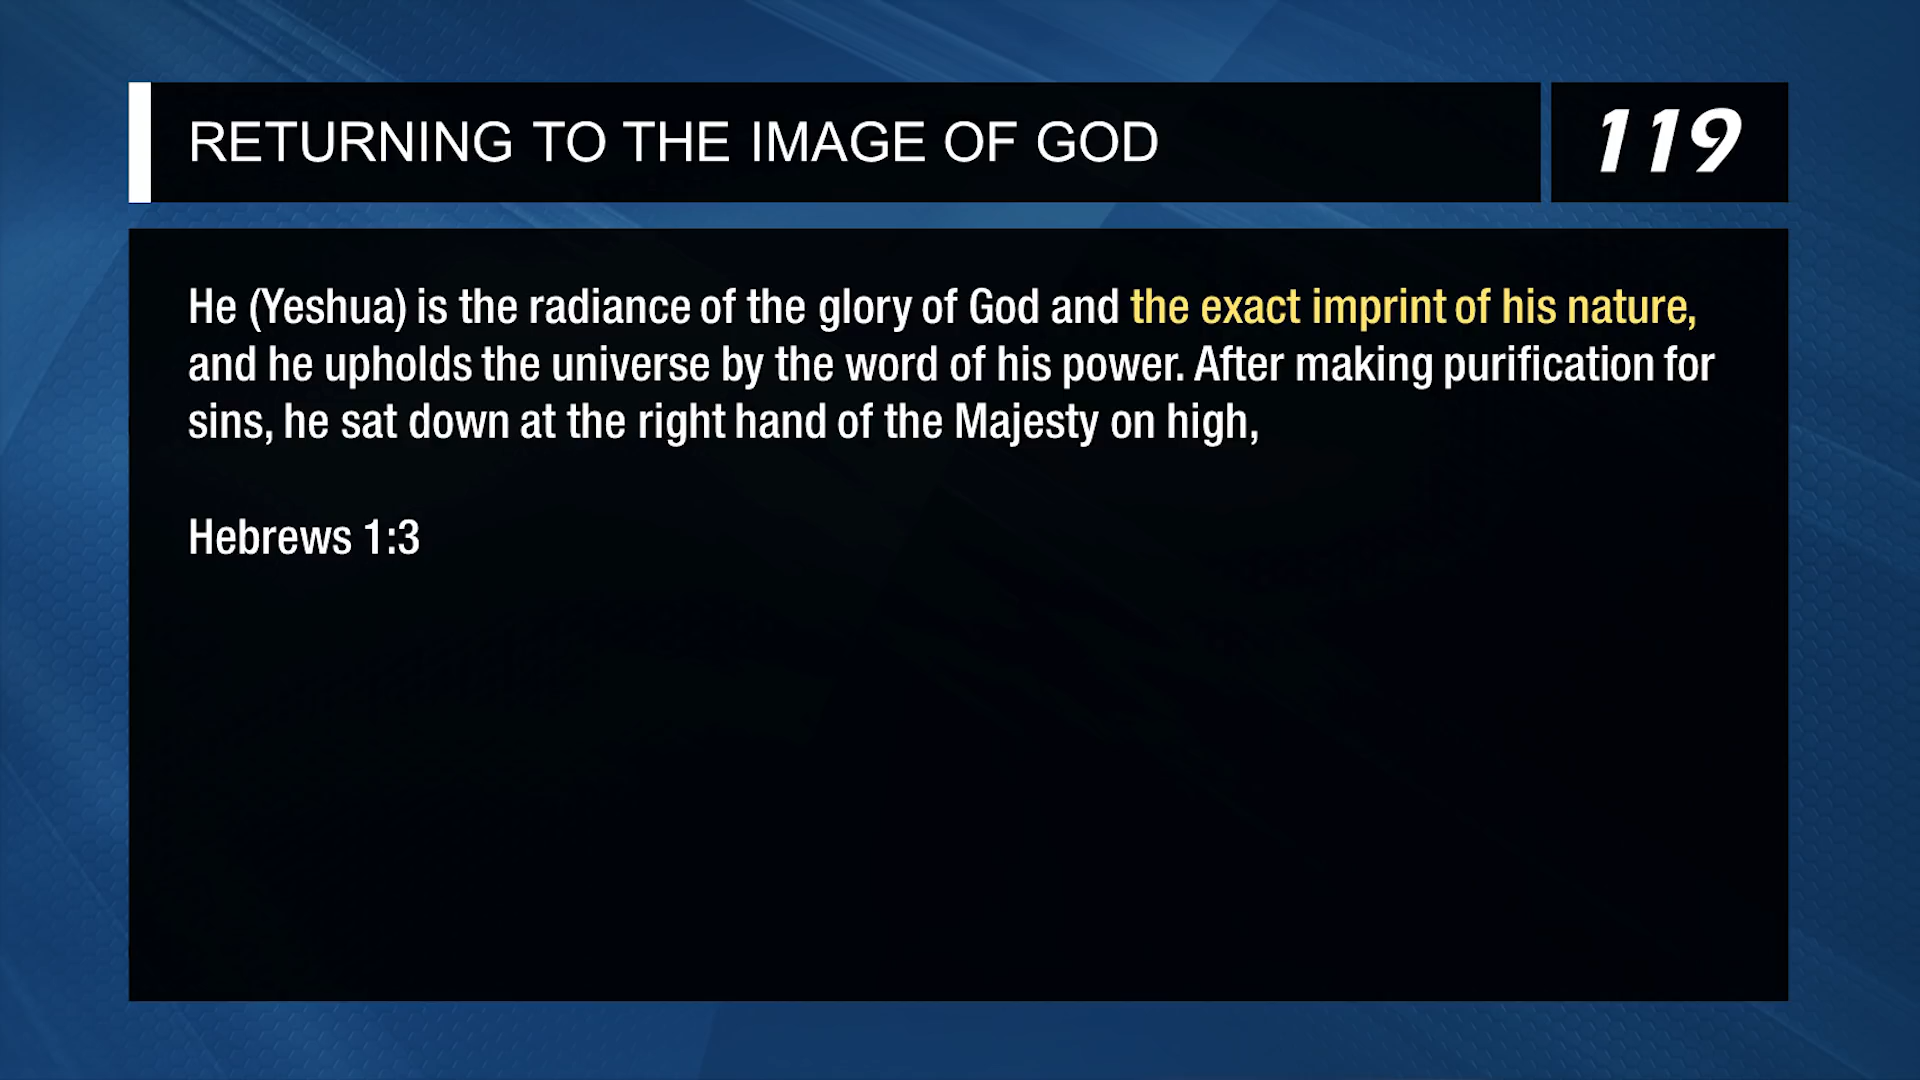 RETURNING TO THE IMAGE OF GOD
119
He (Yeshua) is the radiance of the glory of God and the exact imprint of his nature,
and he upholds the universe by the word of his power. After making purification for
sins, he sat down at the right hand of the Majesty on high,
Hebrews 1:3